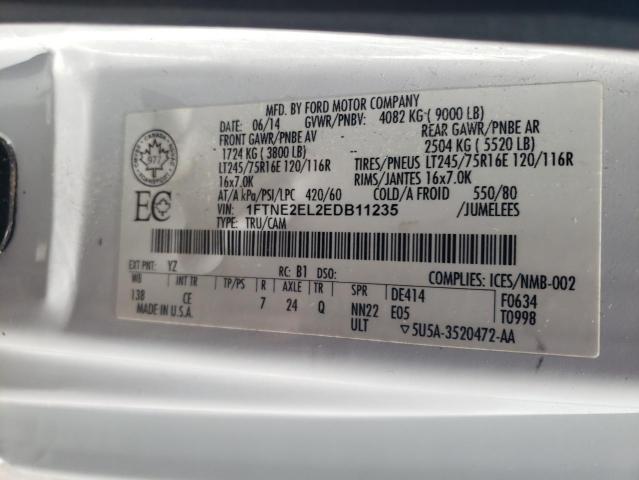 MFD. BY FORD MOTOR COMPANY
DATE: 06/14 GVWR/PNBV: 4082 KG ( 9000 LB)
FRONT GAWR/PNBE AV REAR GAWR/PNBE AR
1724 KG ( 3800 LB) 2504 KG ( 5520 LB)
LT245/75R16E 120/116R TIRES/PNEUS LT245/75R16E 120/116R
16x7.0K RIMS/JANTES 16x7.0K
AT/A kPa/PSI/LPC 420/60 COLD/A FROID 550/80
VIN: 1FTNE2EL2EDB11235 /JUMELEES
TYPE: TRU/CAM
977
EC
EXT PNT: YZ RC: B1 DSO: COMPLIES: ICES/NMB-002
WB INT TR TP/PS R AXLE TR SPR DE414 F0634
138 CE 7 24 Q NN22 E05 T0998
MADE IN U.S.A. ULT 5U5A-3520472-AA